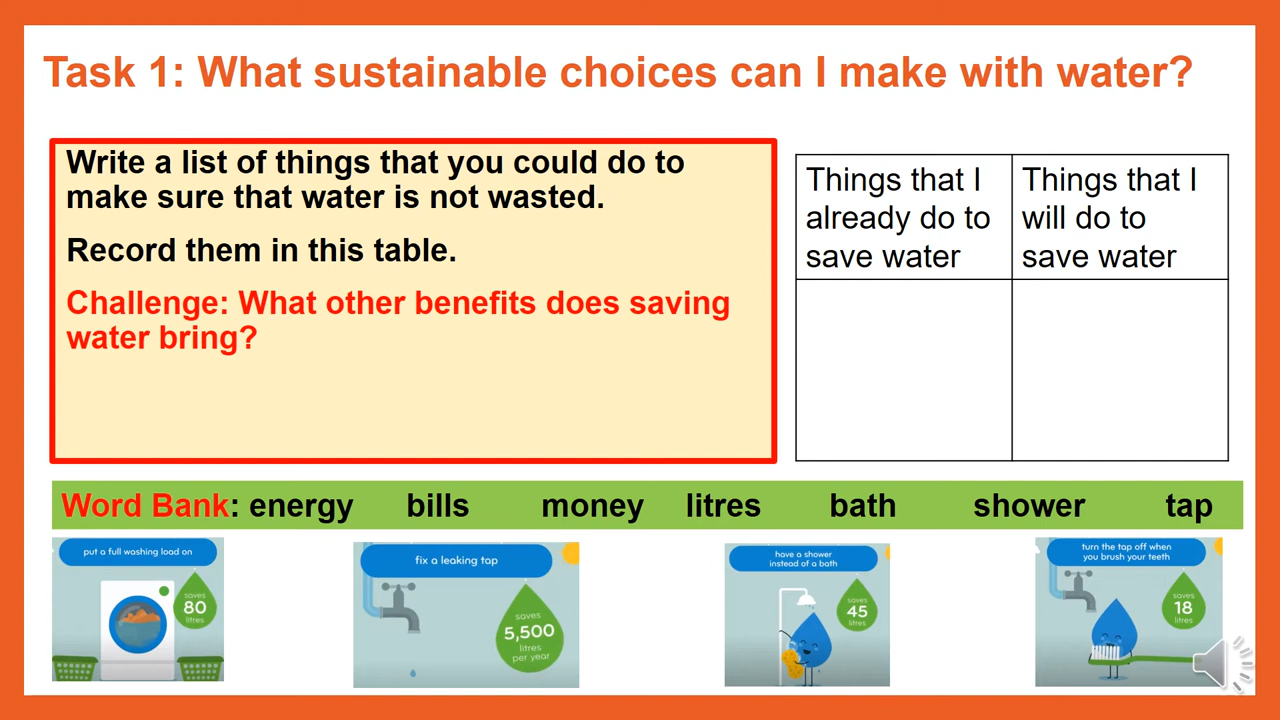 Task 1: What sustainable choices can I make with water?
Write a list of things that you could do to
make sure that water is not wasted.
Record them in this table.
Challenge: What other benefits does saving
water bring?
Things that I
already do to
save water
Things that I
will do to
save water
Word Bank: energy bills money litres bath shower tap
put a full washing load on
saves
80
litres
fix a leaking tap
saves
5,500
litres
per year
have a shower
instead of a bath
saves
45
litres
turn the tap off when
you brush your teeth
saves
18
litres